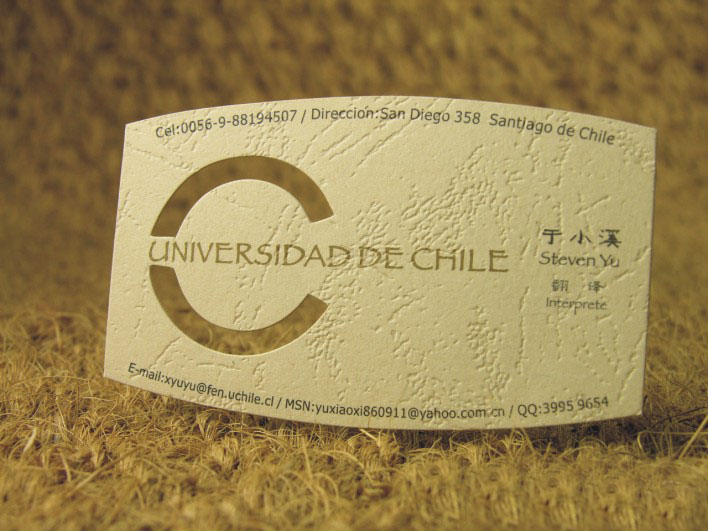 Cel:0056-9-88194507 / Direccion:San Diego 358 Santiago de Chile
UNIVERSIDAD DE CHILE
于小溪
Steven Yu
翻译
Interprete
E-mail:xyuyu@fen.uchile.cl / MSN:yuxiaoxi860911@yahoo.com.cn / QQ:3995 9654